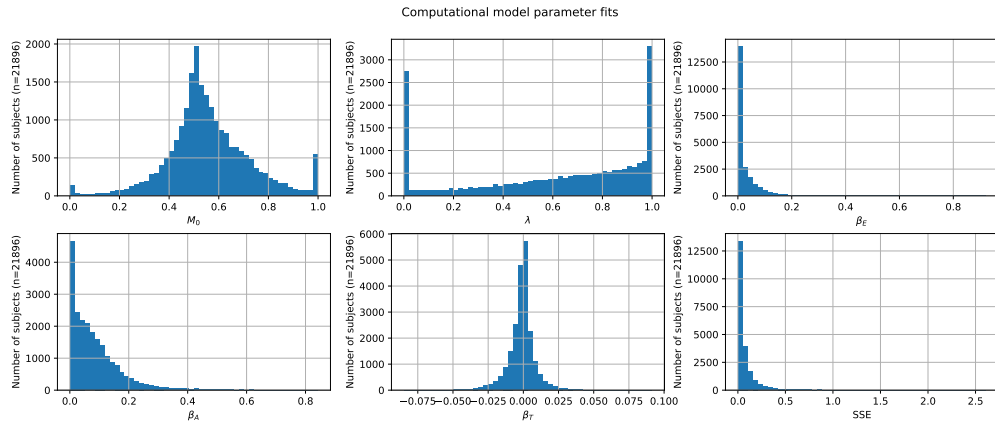 Computational model parameter fits
Number of subjects (n=21896)
2000
1500
1000
500
0
0.0 0.2 0.4 0.6 0.8 1.0
M₀
Number of subjects (n=21896)
3000
2500
2000
1500
1000
500
0
0.0 0.2 0.4 0.6 0.8 1.0
λ
Number of subjects (n=21896)
12500
10000
7500
5000
2500
0
0.0 0.2 0.4 0.6 0.8
β_E
Number of subjects (n=21896)
4000
3000
2000
1000
0
0.0 0.2 0.4 0.6 0.8
β_A
Number of subjects (n=21896)
6000
5000
4000
3000
2000
1000
0
−0.075 −0.050 −0.025 0.000 0.025 0.050 0.075 0.100
β_T
Number of subjects (n=21896)
12500
10000
7500
5000
2500
0
0.0 0.5 1.0 1.5 2.0 2.5
SSE